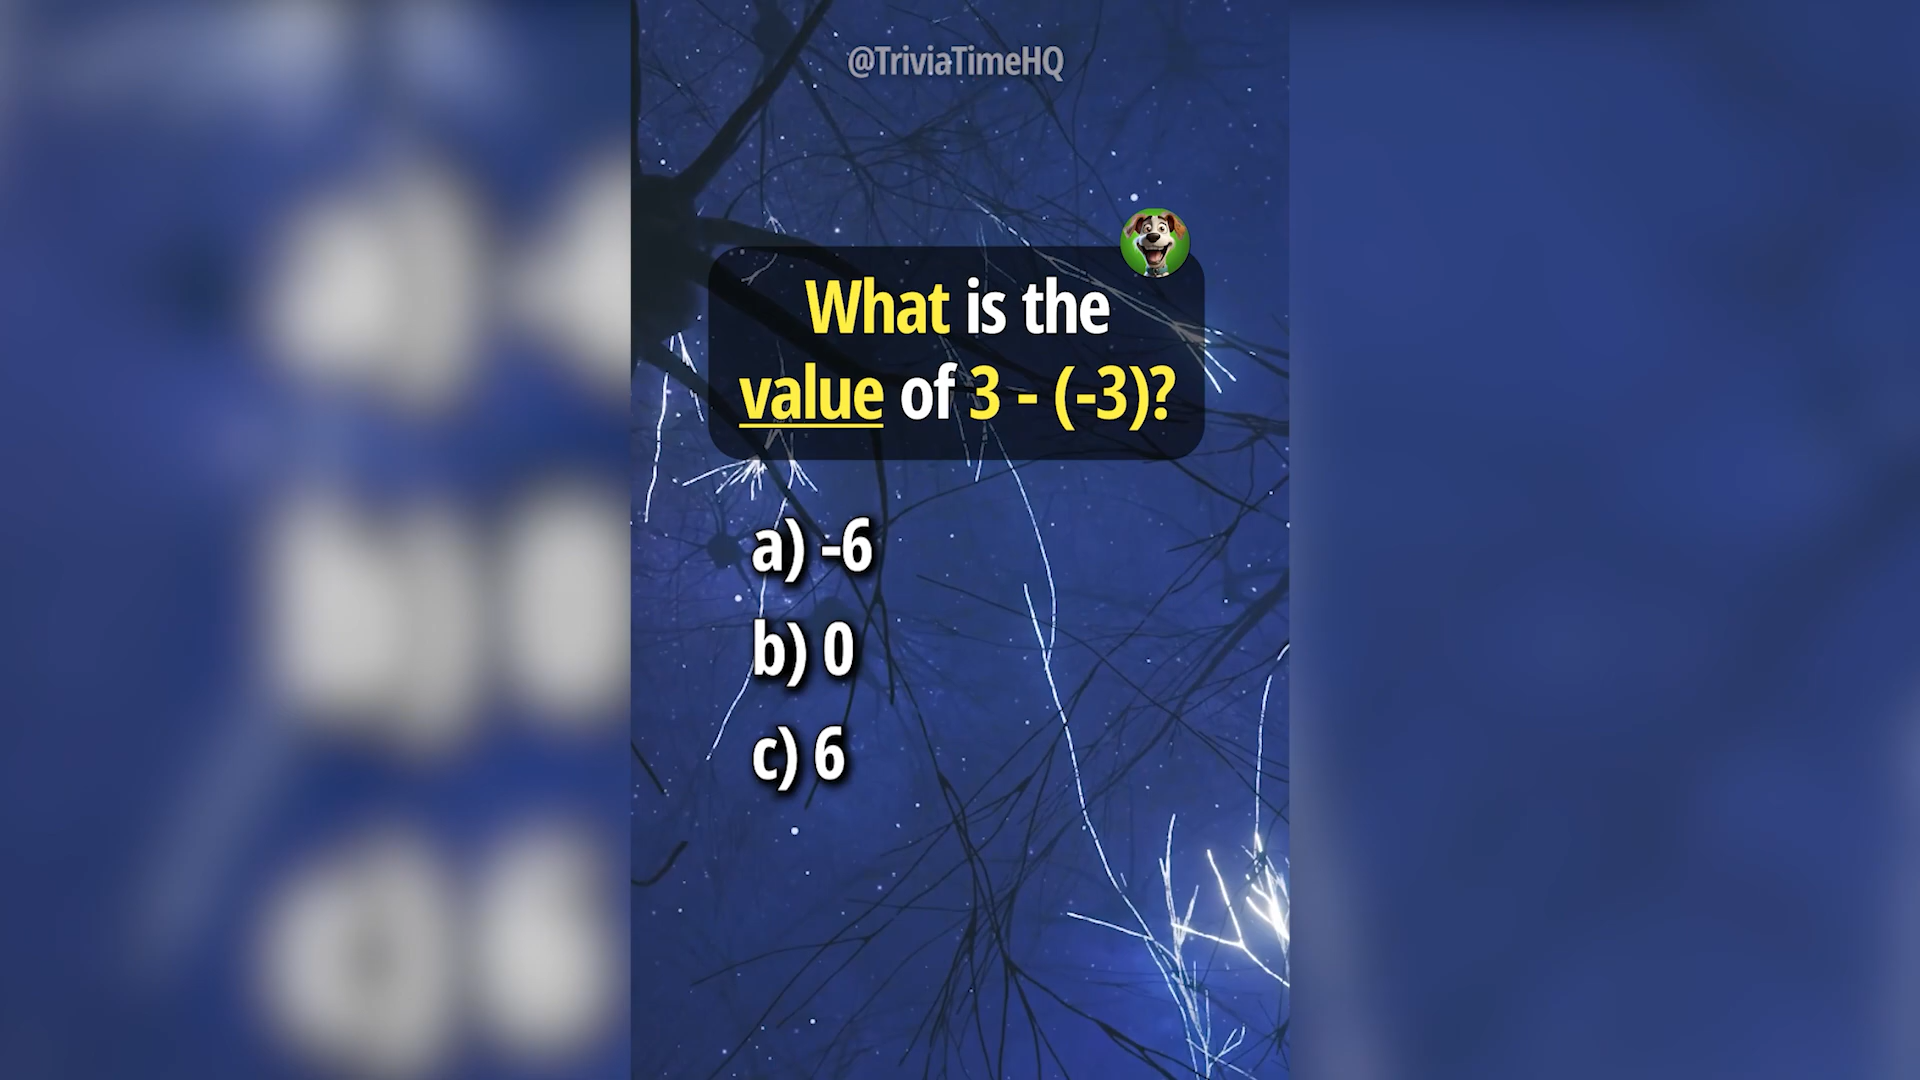 @TriviaTimeHQ
What is the
value of 3 - (-3)?
a) -6
b) 0
c) 6